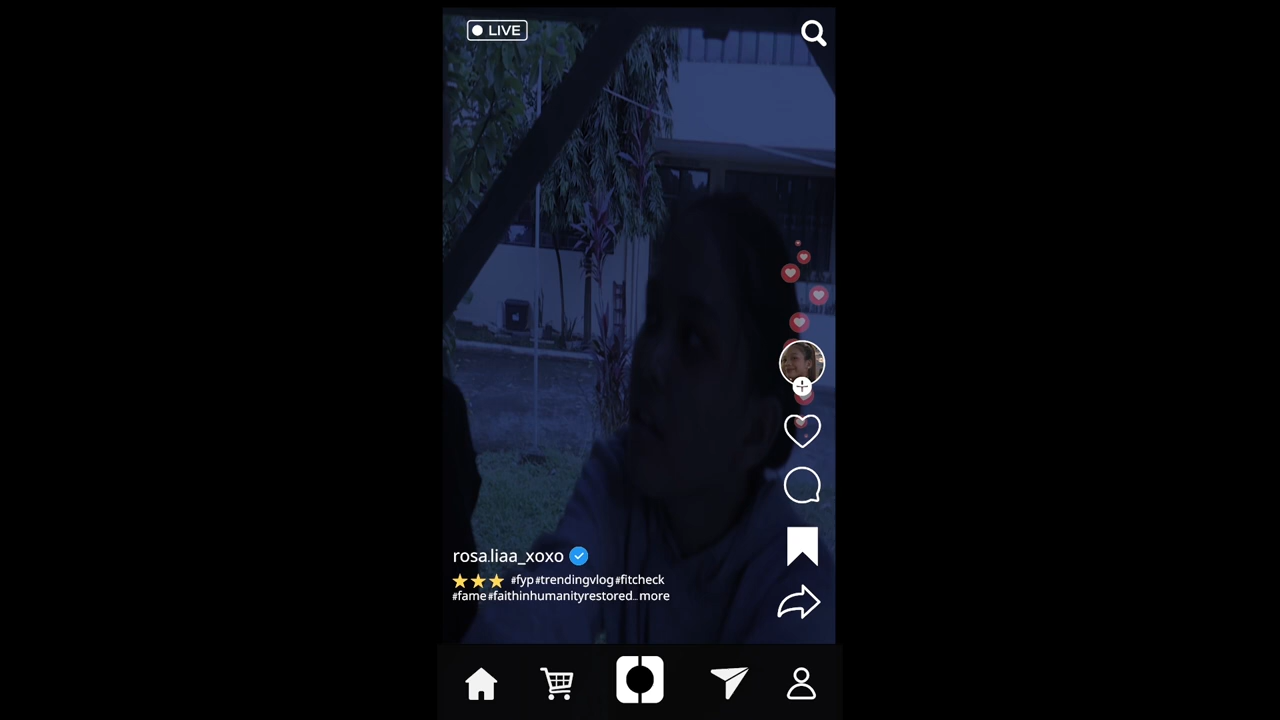 LIVE
rosa.liaa_xoxo
#fyp #trendingvlog #fitcheck
#fame #faithinhumanityrestored... more